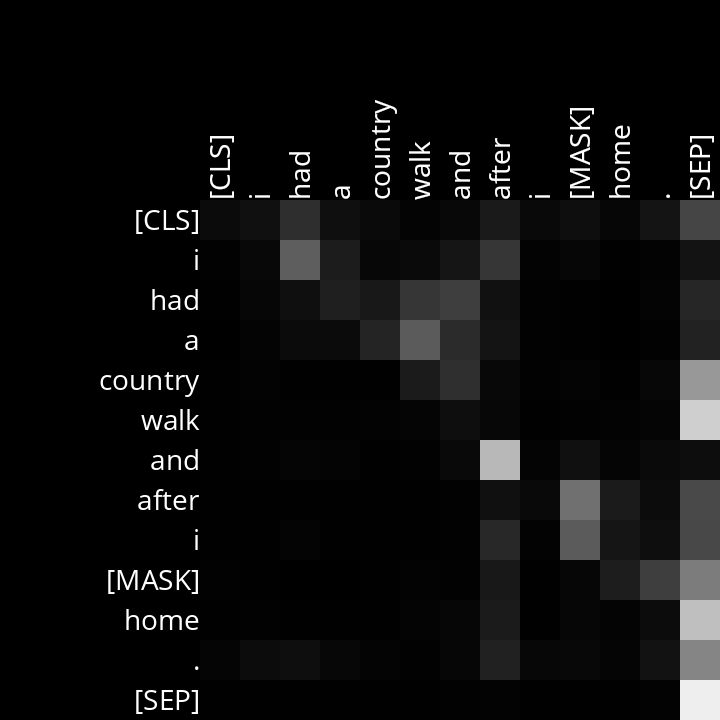 [CLS] i had a country walk and after i [MASK] home . [SEP]
[CLS]
i
had
a
country
walk
and
after
i
[MASK]
home
.
[SEP]